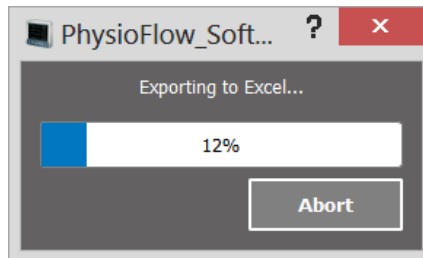 PhysioFlow_Soft... ? ×
Exporting to Excel...
12%
Abort